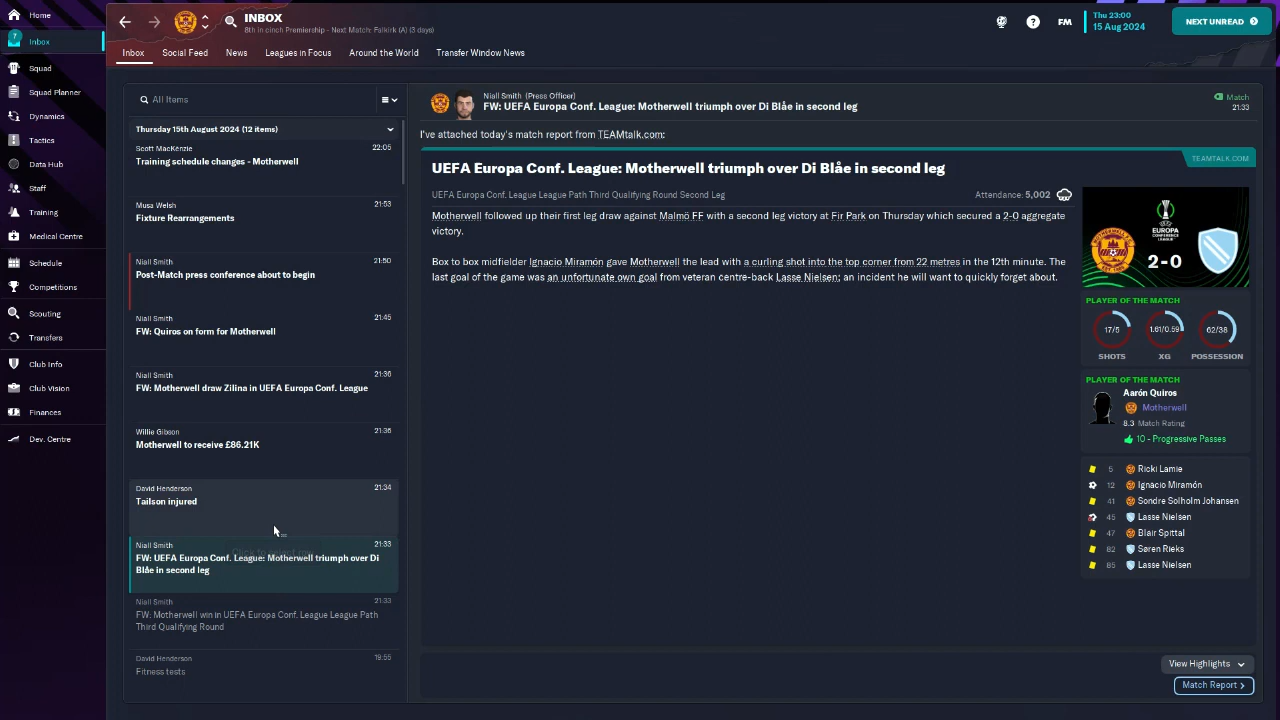 Home
Inbox
Squad
Squad Planner
Dynamics
Tactics
Data Hub
Staff
Training
Medical Centre
Schedule
Competitions
Scouting
Transfers
Club Info
Club Vision
Finances
Dev. Centre
INBOX
8th in cinch Premiership - Next Match: Falkirk (A) (3 days)
FM
Thu 23:00
15 Aug 2024
NEXT UNREAD
Inbox
Social Feed
News
Leagues in Focus
Around the World
Transfer Window News
All Items
Thursday 15th August 2024 (12 items)
Scott MacKenzie 22:05
Training schedule changes - Motherwell
Musa Welsh 21:53
Fixture Rearrangements
Niall Smith 21:50
Post-Match press conference about to begin
Niall Smith 21:45
FW: Quiros on form for Motherwell
Niall Smith 21:36
FW: Motherwell draw Zilina in UEFA Europa Conf. League
Willie Gibson 21:36
Motherwell to receive £86.21K
David Henderson 21:34
Tailson injured
Niall Smith 21:33
FW: UEFA Europa Conf. League: Motherwell triumph over Di
Blåe in second leg
Niall Smith 21:33
FW: Motherwell win in UEFA Europa Conf. League League Path
Third Qualifying Round
David Henderson 19:55
Fitness tests
Niall Smith (Press Officer)
FW: UEFA Europa Conf. League: Motherwell triumph over Di Blåe in second leg
Match
21:33
I've attached today's match report from TEAMtalk.com:
TEAMTALK.COM
UEFA Europa Conf. League: Motherwell triumph over Di Blåe in second leg
UEFA Europa Conf. League League Path Third Qualifying Round Second Leg
Attendance: 5,002
Motherwell followed up their first leg draw against Malmö FF with a second leg victory at Fir Park on Thursday which secured a 2-0 aggregate
victory.
Box to box midfielder Ignacio Miramón gave Motherwell the lead with a curling shot into the top corner from 22 metres in the 12th minute. The
last goal of the game was an unfortunate own goal from veteran centre-back Lasse Nielsen; an incident he will want to quickly forget about.
EUROPA
CONFERENCE
LEAGUE
2-0
PLAYER OF THE MATCH
17/5
1.61/0.59
62/38
SHOTS
XG
POSSESSION
PLAYER OF THE MATCH
Aarón Quiros
Motherwell
8.3 Match Rating
10 - Progressive Passes
5 Ricki Lamie
12 Ignacio Miramón
41 Sondre Solholm Johansen
45 Lasse Nielsen
47 Blair Spittal
82 Søren Rieks
85 Lasse Nielsen
View Highlights
Match Report